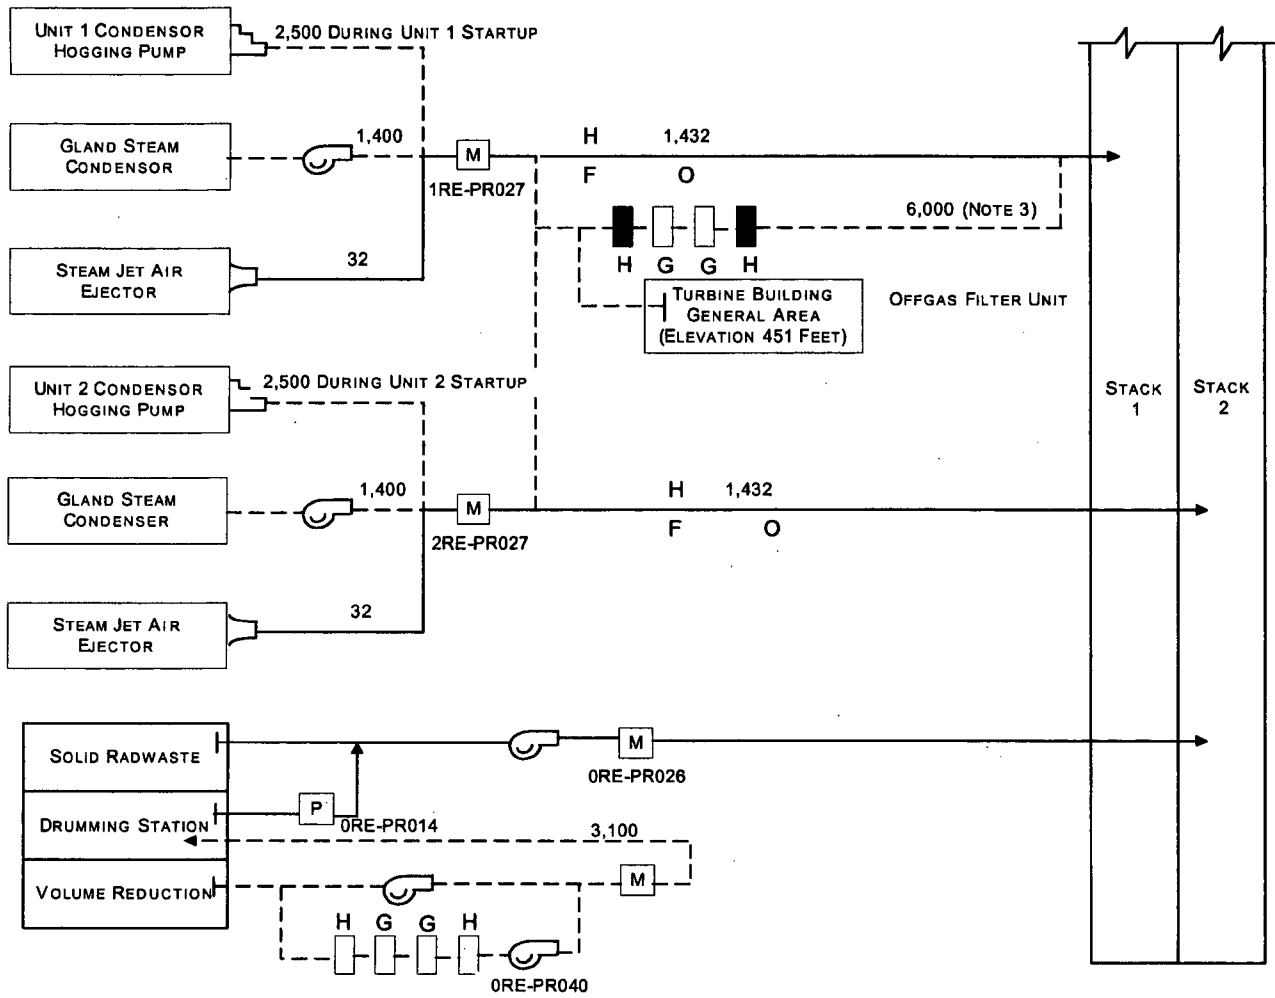 UNIT 1 CONDENSOR
HOGGING PUMP
2,500 DURING UNIT 1 STARTUP
GLAND STEAM
CONDENSOR
1,400
M
1RE-PR027
H
1,432
F
O
6,000 (NOTE 3)
H
G
G
H
STEAM JET AIR
EJECTOR
32
TURBINE BUILDING
GENERAL AREA
(ELEVATION 451 FEET)
OFFGAS FILTER UNIT
UNIT 2 CONDENSOR
HOGGING PUMP
2,500 DURING UNIT 2 STARTUP
STACK
1
STACK
2
GLAND STEAM
CONDENSER
1,400
M
2RE-PR027
H
1,432
F
O
STEAM JET AIR
EJECTOR
32
SOLID RADWASTE
M
0RE-PR026
DRUMMING STATION
P
0RE-PR014
3,100
VOLUME REDUCTION
M
H
G
G
H
0RE-PR040